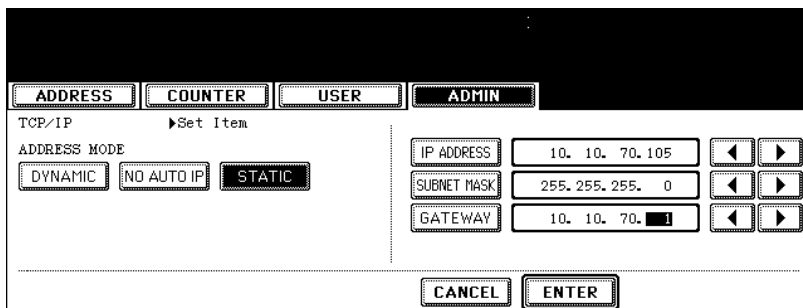 ADDRESS COUNTER USER ADMIN
TCP/IP ▶Set Item
ADDRESS MODE
DYNAMIC NO AUTO IP STATIC
IP ADDRESS 10. 10. 70.105
SUBNET MASK 255.255.255. 0
GATEWAY 10. 10. 70. 1
CANCEL ENTER